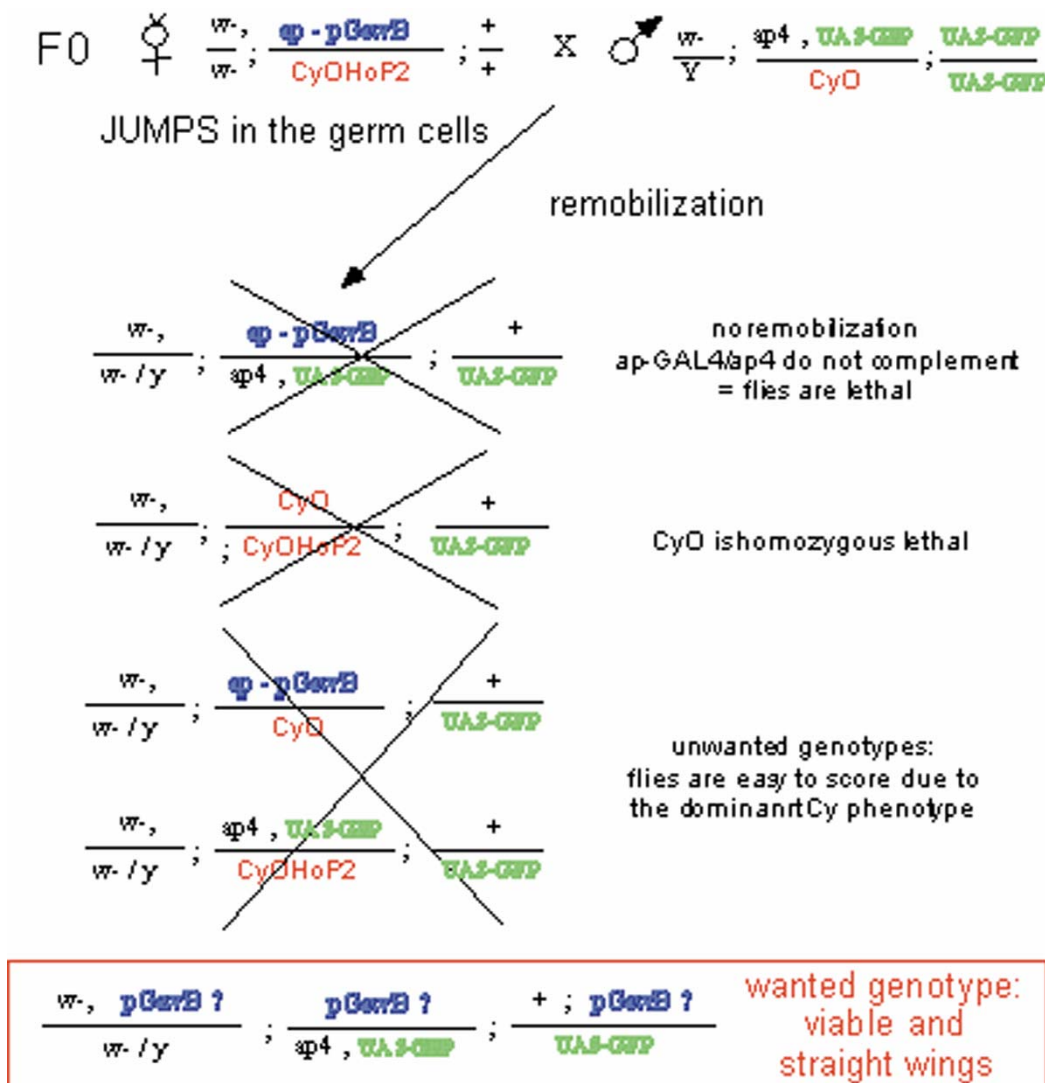 F0 w-, ap - pGawB + X w- ap4 , UAS-GFP UAS-GFP
w- ; CyOHoP2 ; + Y ; CyO ; UAS-GFP
JUMPS in the germ cells
remobilization
w-, ap - pGawB +
w- / y ; ap4 , UAS-GFP ; UAS-GFP
no remobilization
ap-GAL4/ap4 do not complement
= flies are lethal
w-, CyO +
w- / y ; ; CyOHoP2 ; UAS-GFP
CyO ishomozygous lethal
w-, ap - pGawB +
w- / y ; CyO ; UAS-GFP
w-, ap4 , UAS-GFP +
w- / y ; CyOHoP2 ; UAS-GFP
unwanted genotypes:
flies are easy to score due to
the dominanrtCy phenotype
w-, pGawB ? pGawB ? + ; pGawB ?
w- / y ; ap4 , UAS-GFP ; UAS-GFP
wanted genotype:
viable and
straight wings